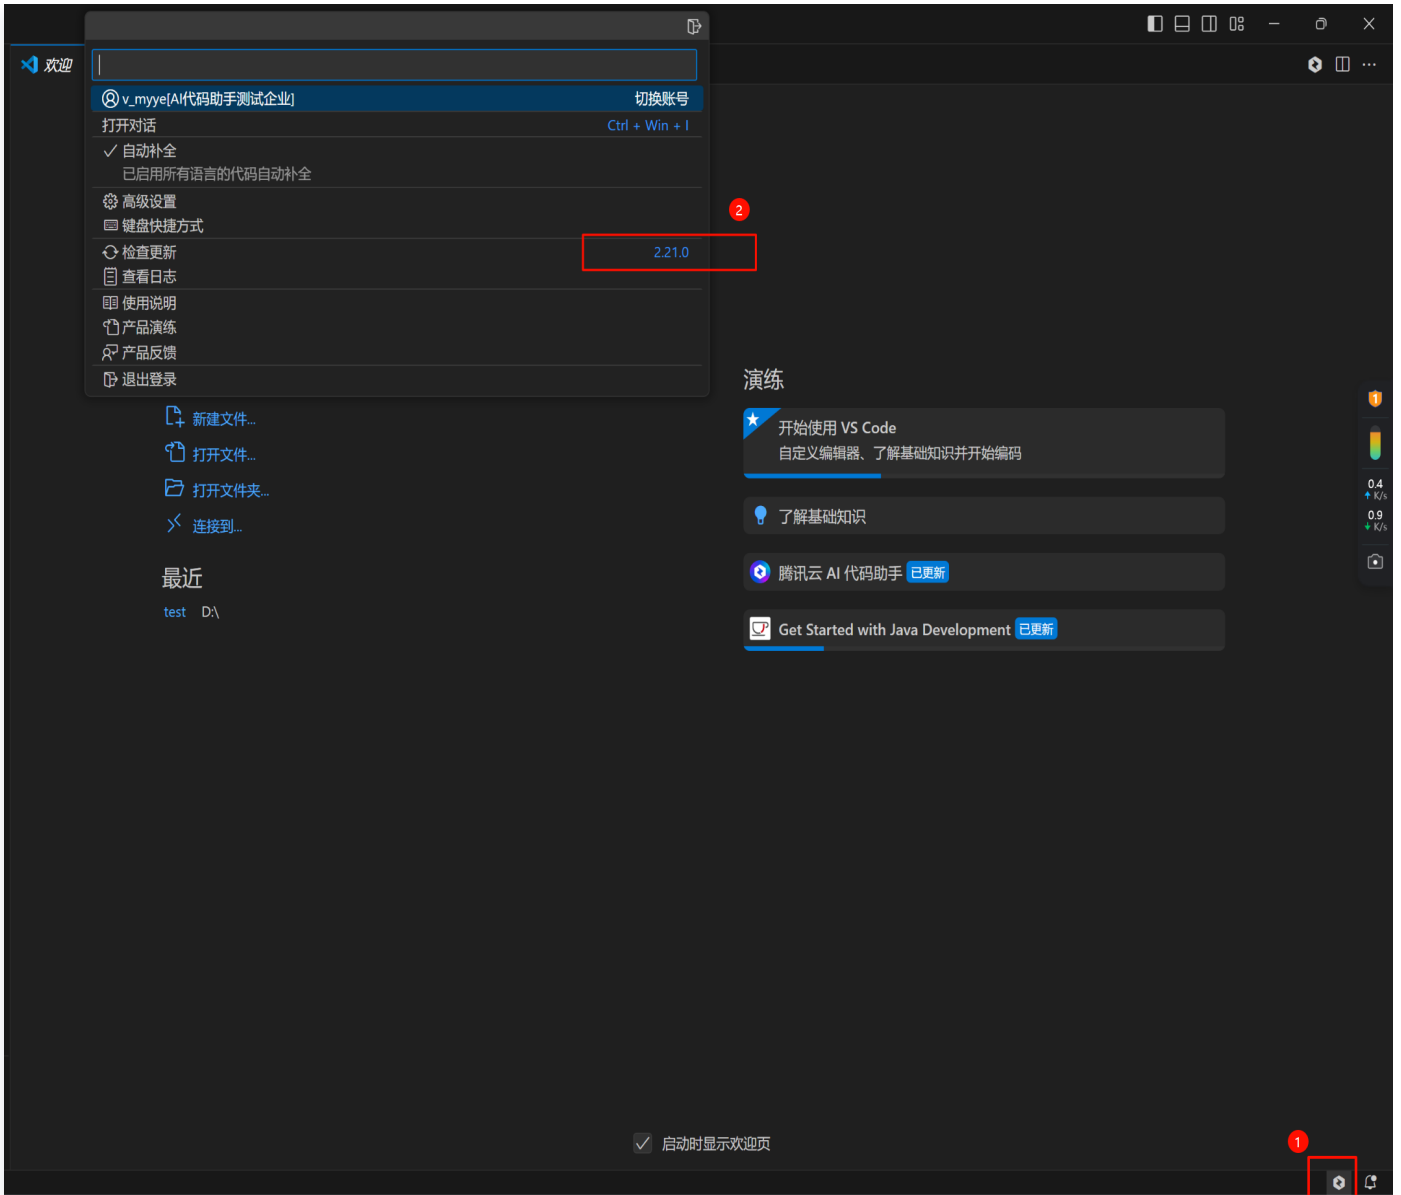 欢迎
v_myye[AI代码助手测试企业] 切换账号
打开对话 Ctrl + Win + I
自动补全
已启用所有语言的代码自动补全
高级设置
键盘快捷方式
2
检查更新 2.21.0
查看日志
使用说明
产品演练
产品反馈
退出登录
新建文件...
打开文件...
打开文件夹...
连接到...
最近
test D:\
演练
开始使用 VS Code
自定义编辑器、了解基础知识并开始编码
了解基础知识
腾讯云 AI 代码助手 已更新
Get Started with Java Development 已更新
1
0.4
K/s
0.9
K/s
启动时显示欢迎页
1